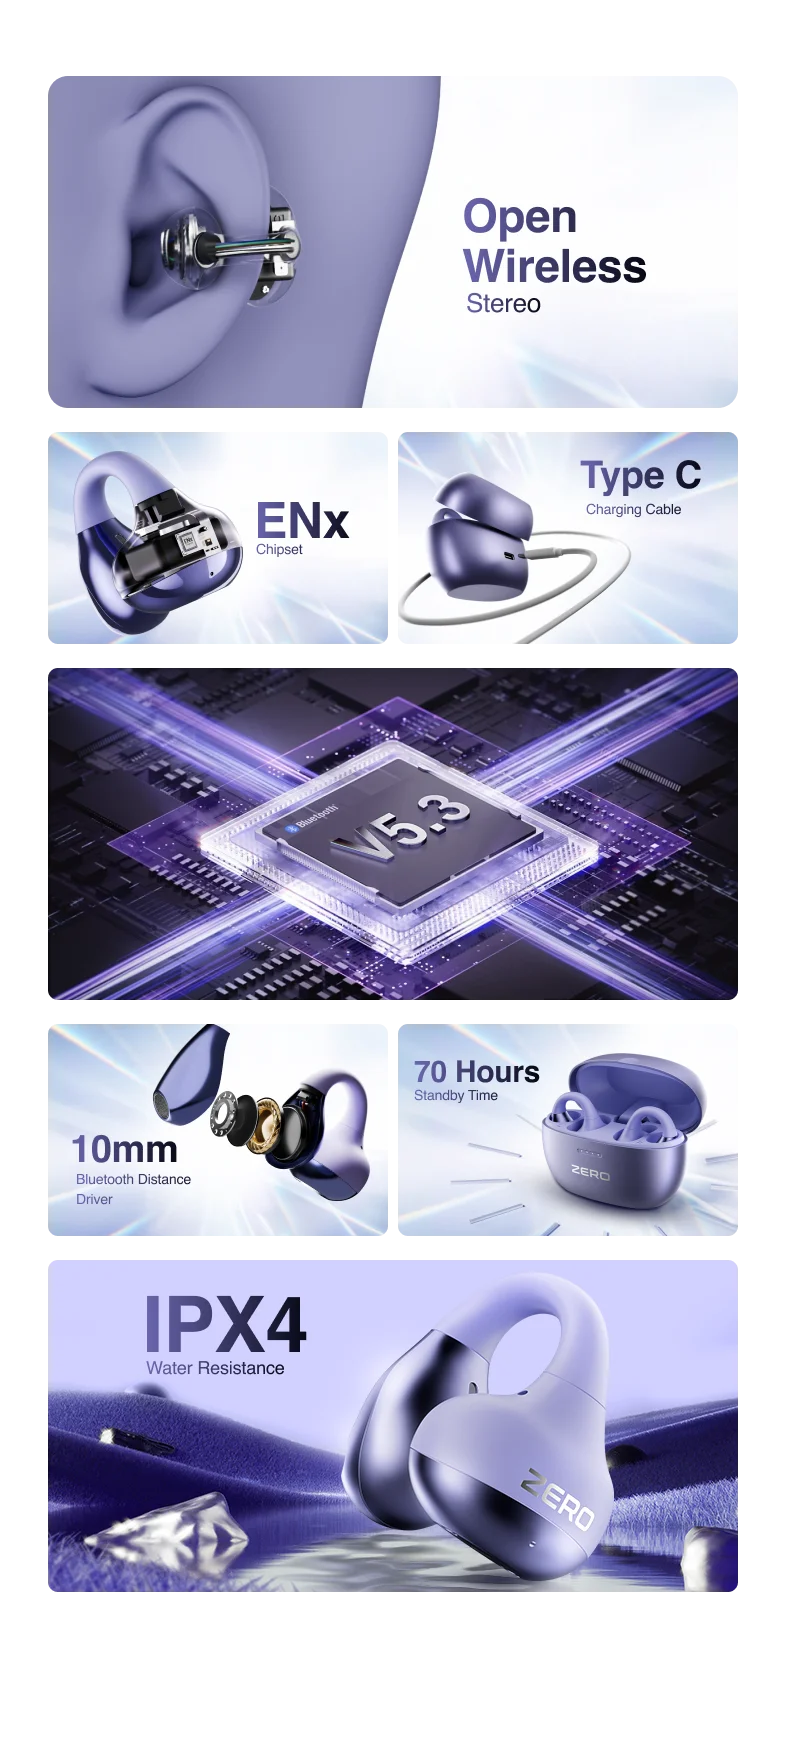 Open
Wireless
Stereo
ENx
Chipset
Type C
Charging Cable
Bluetooth
V5.3
10mm
Bluetooth Distance
Driver
70 Hours
Standby Time
ZERO
IPX4
Water Resistance
ZERO